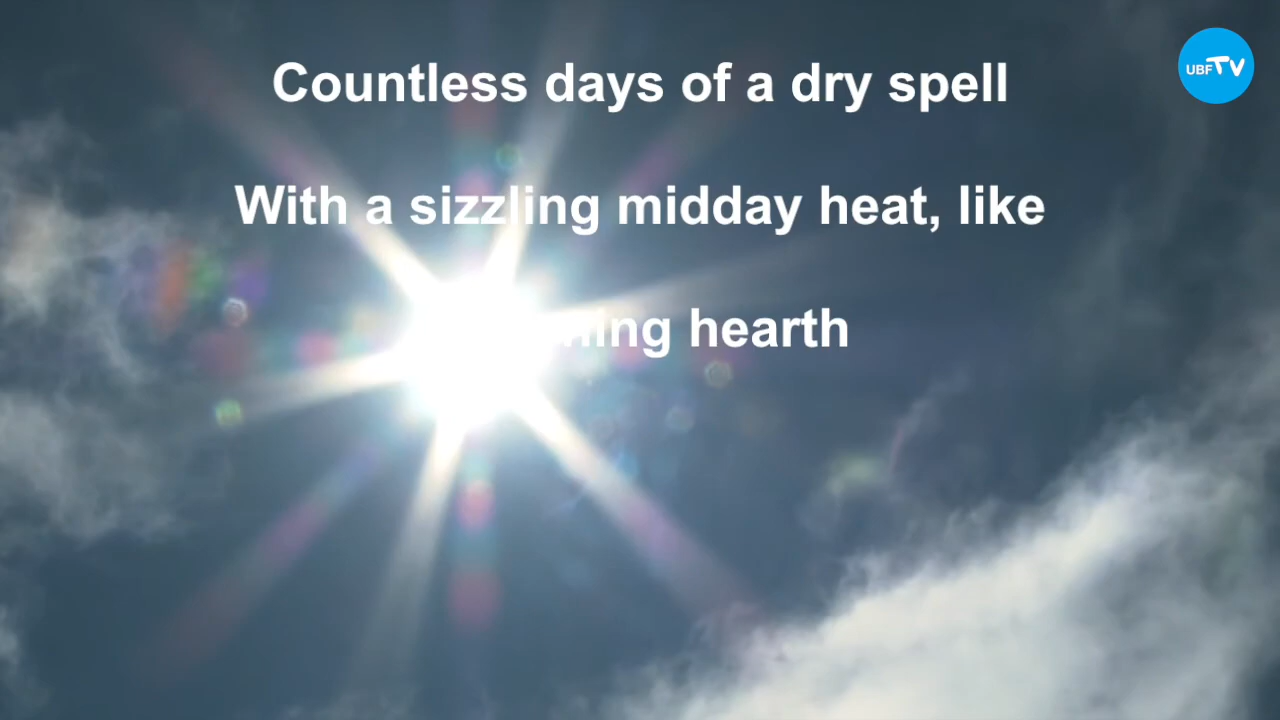 Countless days of a dry spell
UBFTV
With a sizzling midday heat, like
hearth